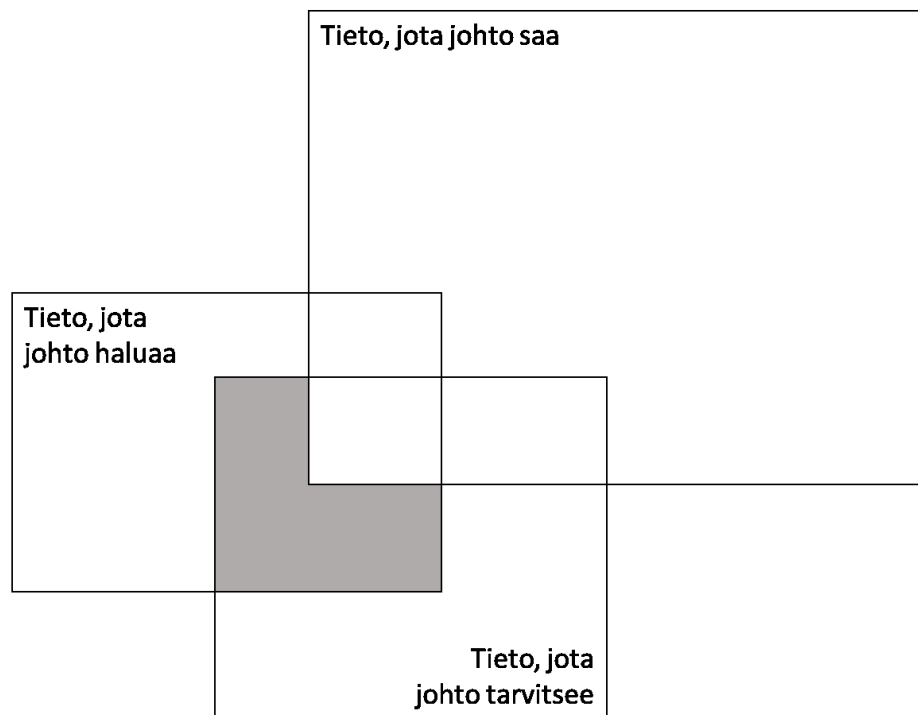 Tieto, jota johto saa
Tieto, jota
johto haluaa
Tieto, jota
johto tarvitsee